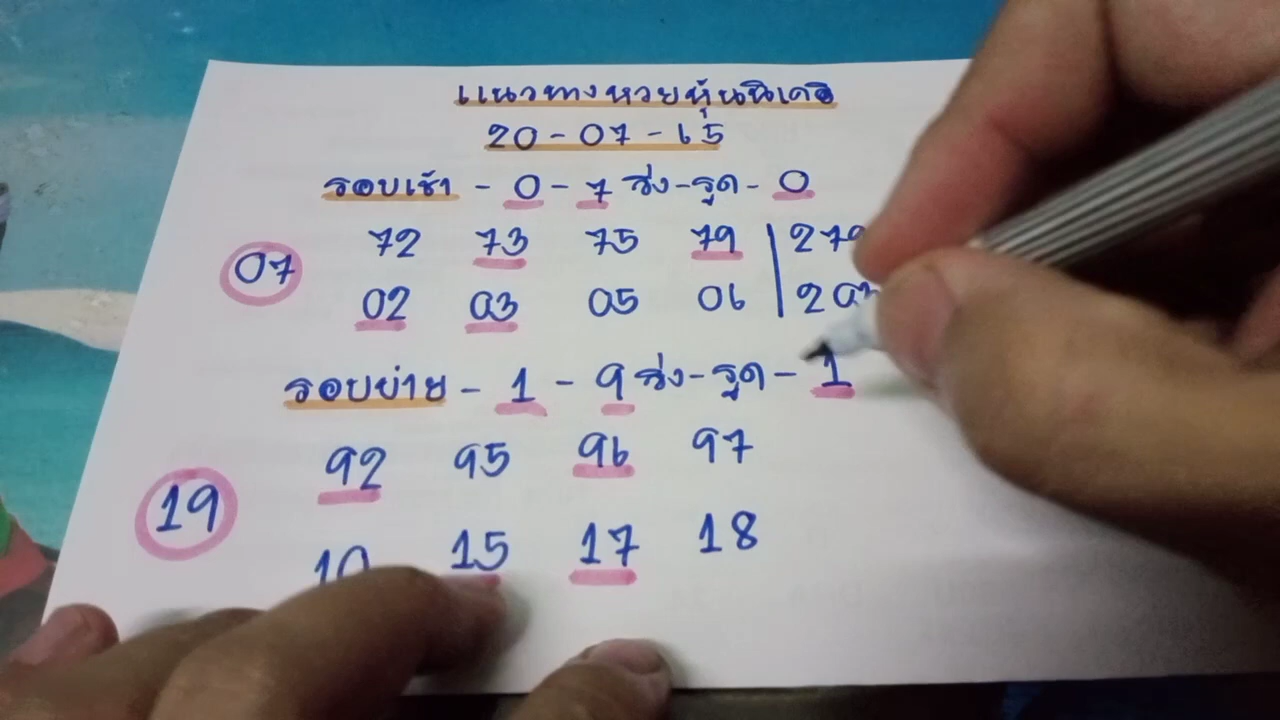 แนวทางหวยหุ้นนิเคอิ
20-07-65
รอบเช้า - 0 - 7 วิ่ง - รูด - 0
07
72 73 75 79 | 279
02 03 05 06 | 203
รอบบ่าย - 1 - 9 วิ่ง - รูด - 1
19
92 95 96 97
10 15 17 18